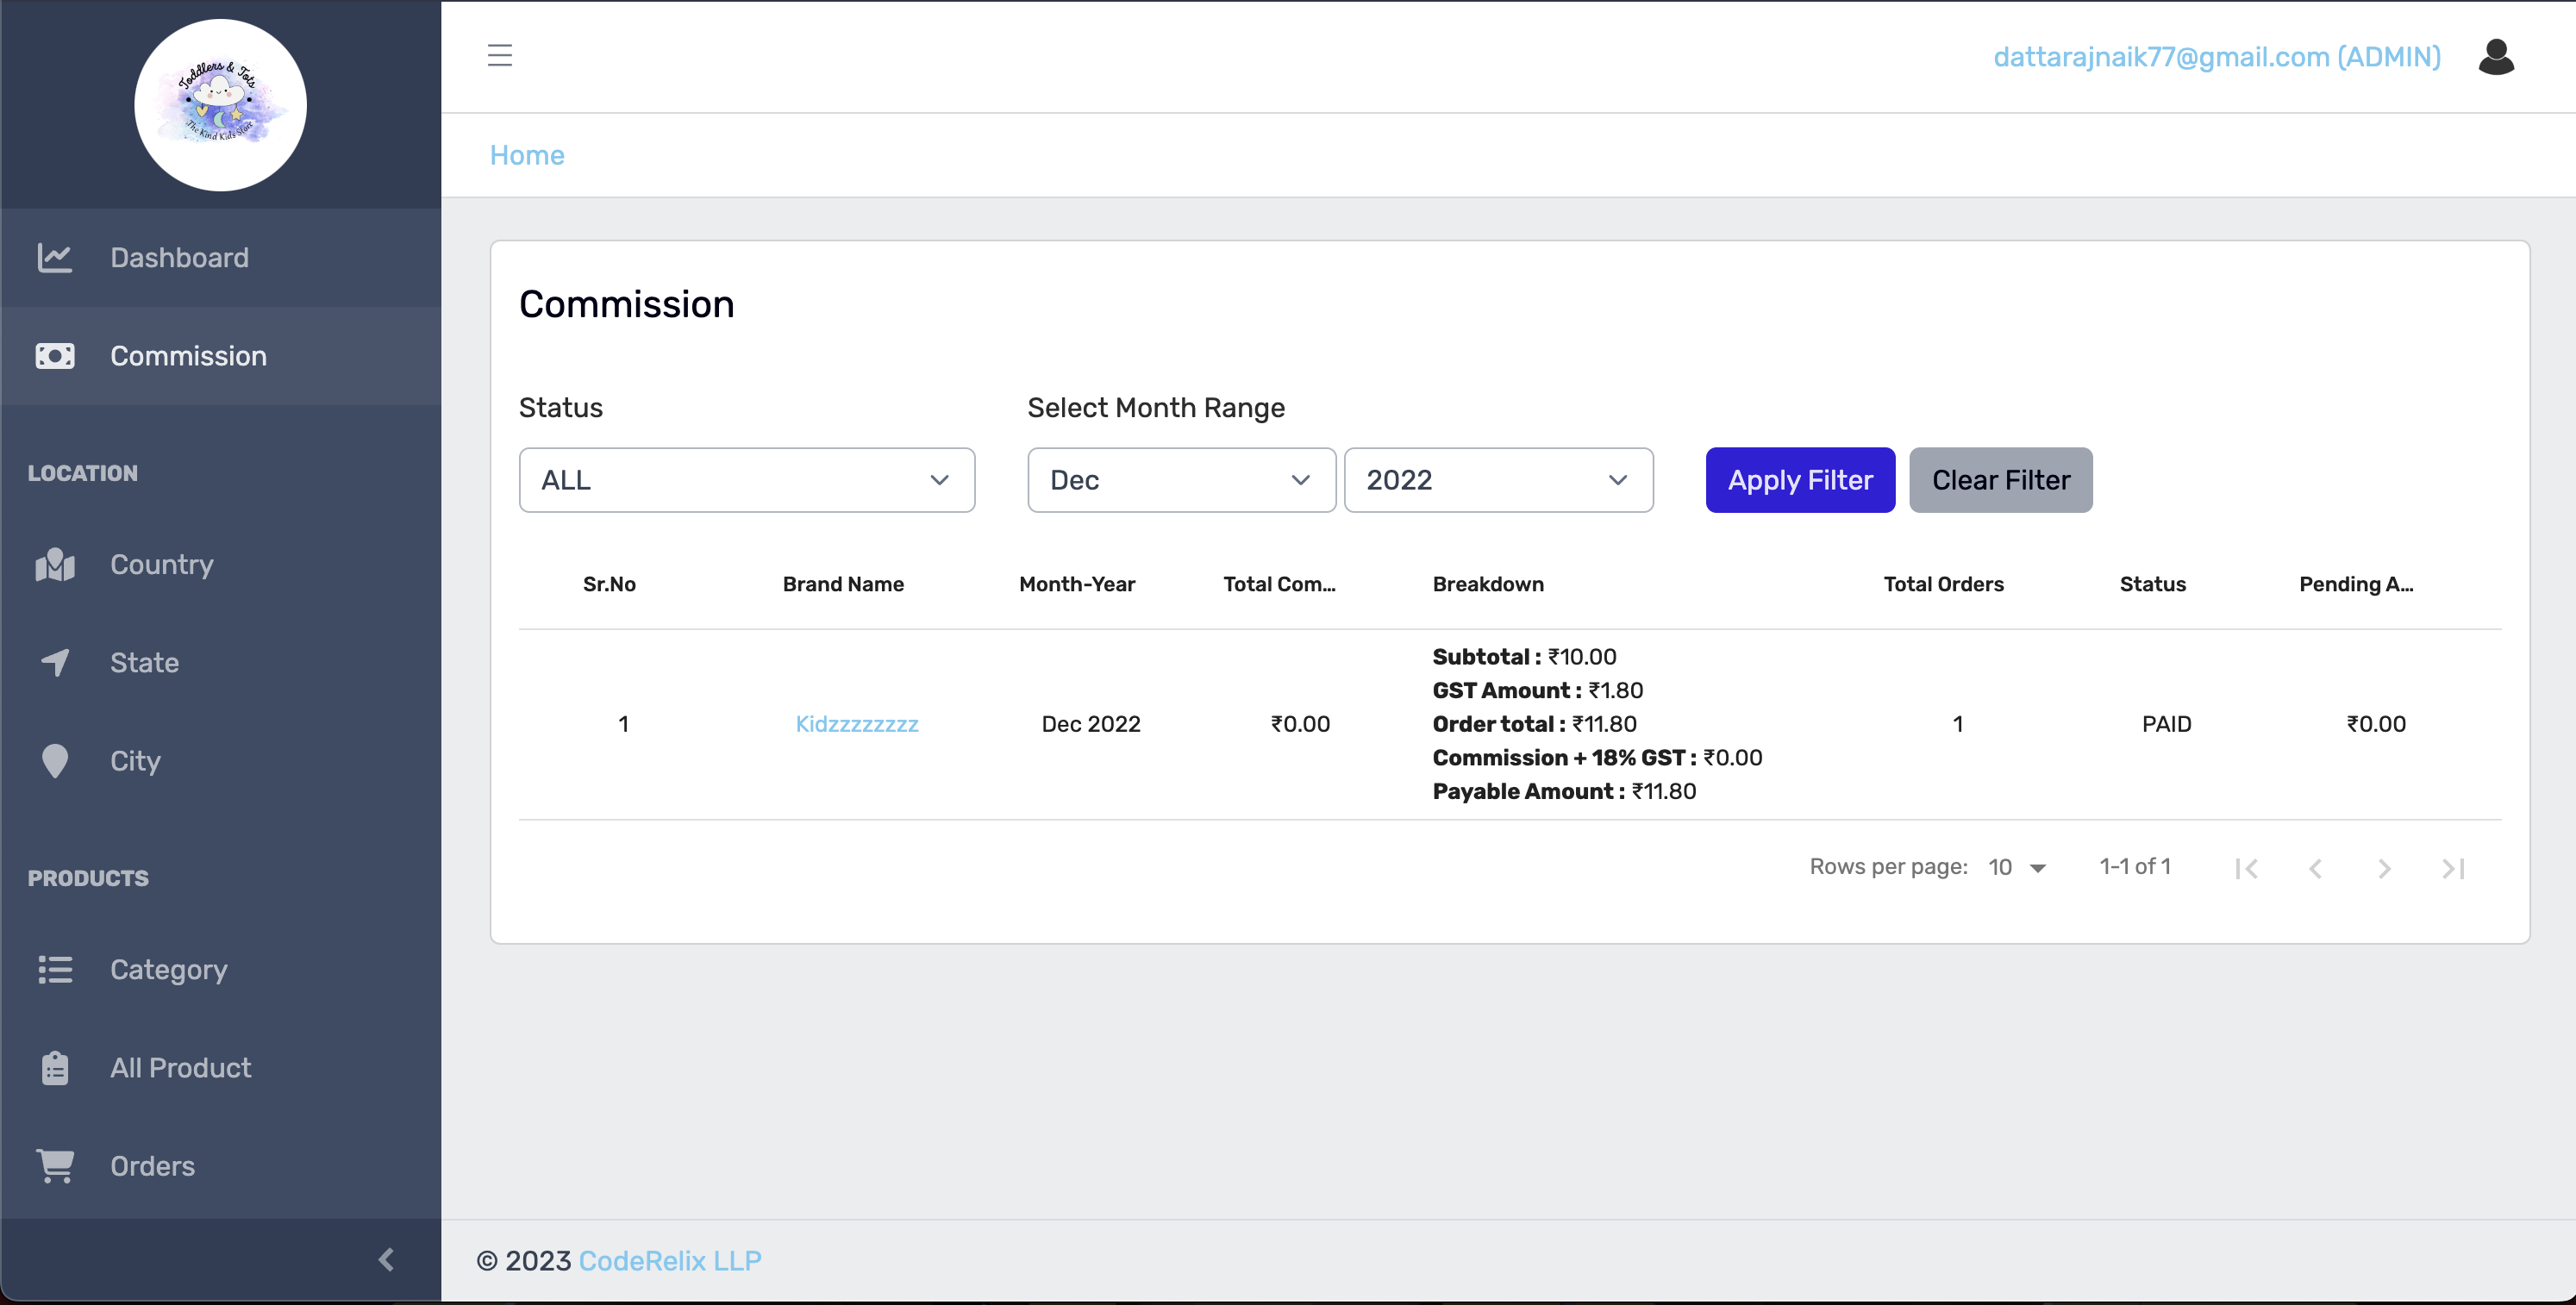 Toddlers & Tots
The Kind Kids Store
dattarajnaik77@gmail.com (ADMIN)
Home
Dashboard
Commission
LOCATION
Country
State
City
PRODUCTS
Category
All Product
Orders
Commission
Status
Select Month Range
ALL
Dec
2022
Apply Filter
Clear Filter
Sr.No Brand Name Month-Year Total Com... Breakdown Total Orders Status Pending A...
Subtotal : ₹10.00
GST Amount : ₹1.80
1 Kidzzzzzzzz Dec 2022 ₹0.00 Order total : ₹11.80 1 PAID ₹0.00
Commission + 18% GST : ₹0.00
Payable Amount : ₹11.80
Rows per page: 10 1-1 of 1
© 2023 CodeRelix LLP